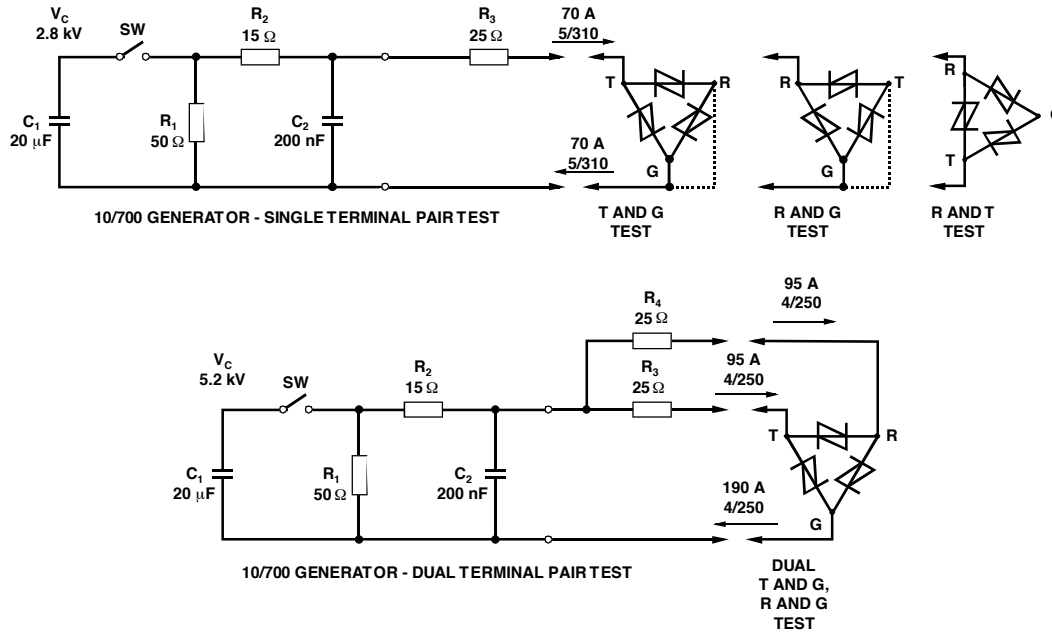 V_C
2.8 kV
SW
R_2
15 Ω
R_3
25 Ω
70 A
5/310
C_1
20 μF
R_1
50 Ω
C_2
200 nF
T
R
G
R
T
G
R
T
70 A
5/310
10/700 GENERATOR - SINGLE TERMINAL PAIR TEST
T AND G
TEST
R AND G
TEST
R AND T
TEST
V_C
5.2 kV
SW
R_2
15 Ω
R_4
25 Ω
R_3
25 Ω
95 A
4/250
95 A
4/250
C_1
20 μF
R_1
50 Ω
C_2
200 nF
T
R
G
190 A
4/250
10/700 GENERATOR - DUAL TERMINAL PAIR TEST
DUAL
T AND G,
R AND G
TEST